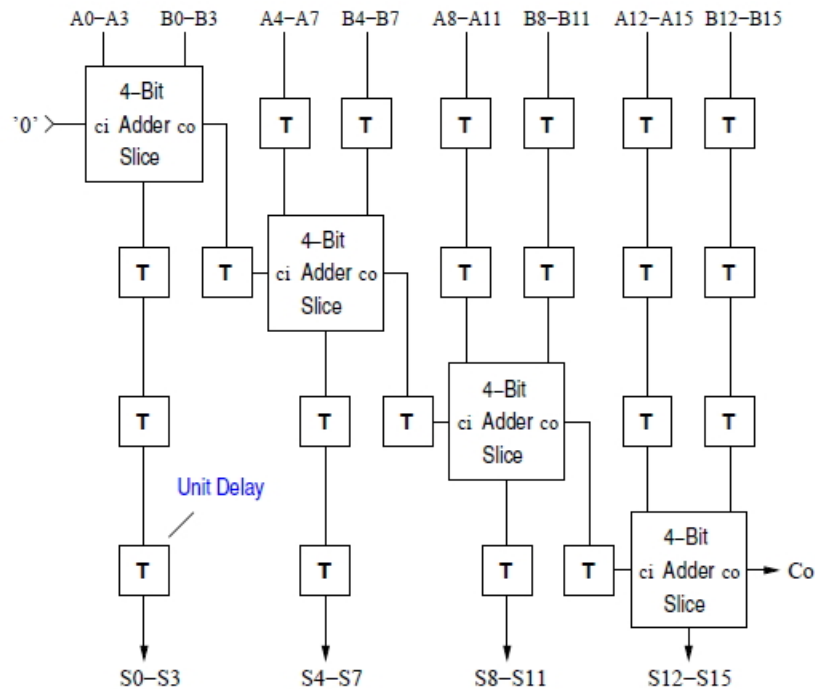 A0–A3 B0–B3 A4–A7 B4–B7 A8–A11 B8–B11 A12–A15 B12–B15
4–Bit
'0' ci Adder co T T T T T T
Slice
4–Bit
T T ci Adder co T T T T
Slice
4–Bit
T T T ci Adder co T T
Slice
Unit Delay
4–Bit
T T T T ci Adder co Co
Slice
S0–S3 S4–S7 S8–S11 S12–S15